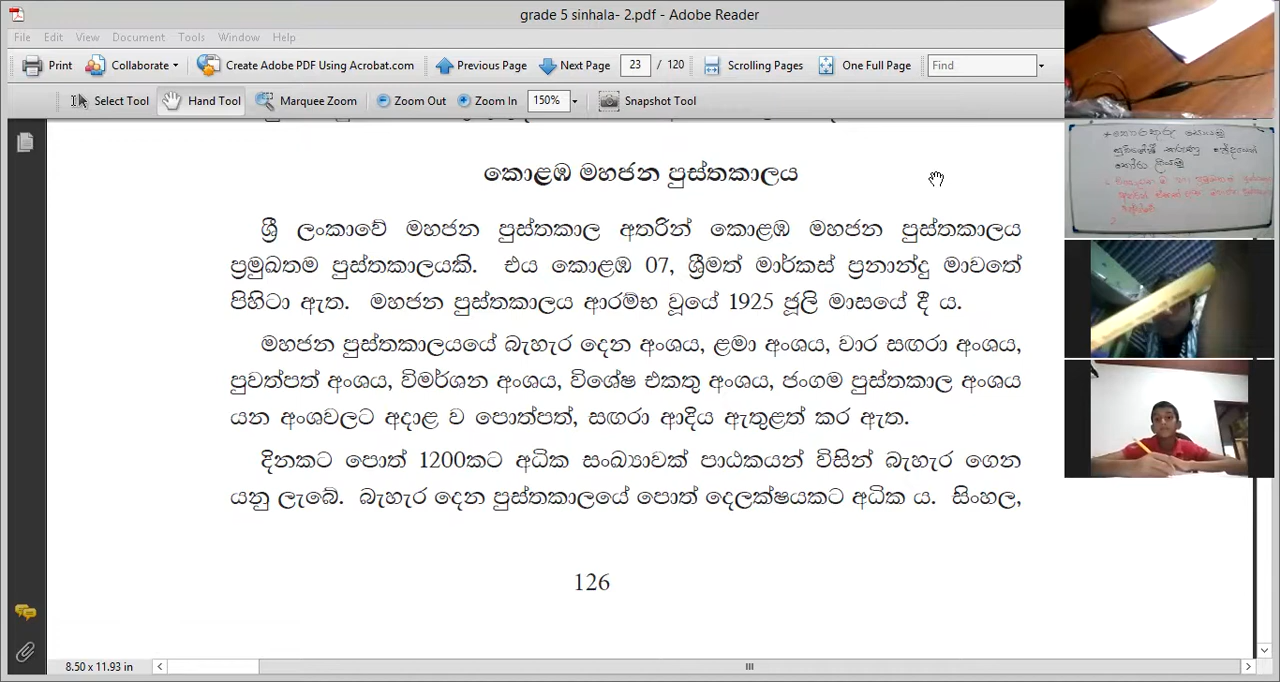 grade 5 sinhala- 2.pdf - Adobe Reader
File Edit View Document Tools Window Help
Print Collaborate Create Adobe PDF Using Acrobat.com Previous Page Next Page 23 / 120 Scrolling Pages One Full Page Find
Select Tool Hand Tool Marquee Zoom Zoom Out Zoom In 150% Snapshot Tool
කොළඹ මහජන පුස්තකාලය
ශ්‍රී ලංකාවේ මහජන පුස්තකාල අතරින් කොළඹ මහජන පුස්තකාලය
ප්‍රමුඛතම පුස්තකාලයකි. එය කොළඹ 07, ශ්‍රීමත් මාර්කස් ප්‍රනාන්දු මාවතේ
පිහිටා ඇත. මහජන පුස්තකාලය ආරම්භ වූයේ 1925 ජූලි මාසයේ දී ය.
මහජන පුස්තකාලයයේ බැහැර දෙන අංශය, ළමා අංශය, වාර සඟරා අංශය,
පුවත්පත් අංශය, විමර්ශන අංශය, විශේෂ එකතු අංශය, ජංගම පුස්තකාල අංශය
යන අංශවලට අදාළ ව පොත්පත්, සඟරා ආදිය ඇතුළත් කර ඇත.
දිනකට පොත් 1200කට අධික සංඛ්‍යාවක් පාඨකයන් විසින් බැහැර ගෙන
යනු ලැබේ. බැහැර දෙන පුස්තකාලයේ පොත් දෙලක්ෂයකට අධික ය. සිංහල,
126
8.50 x 11.93 in